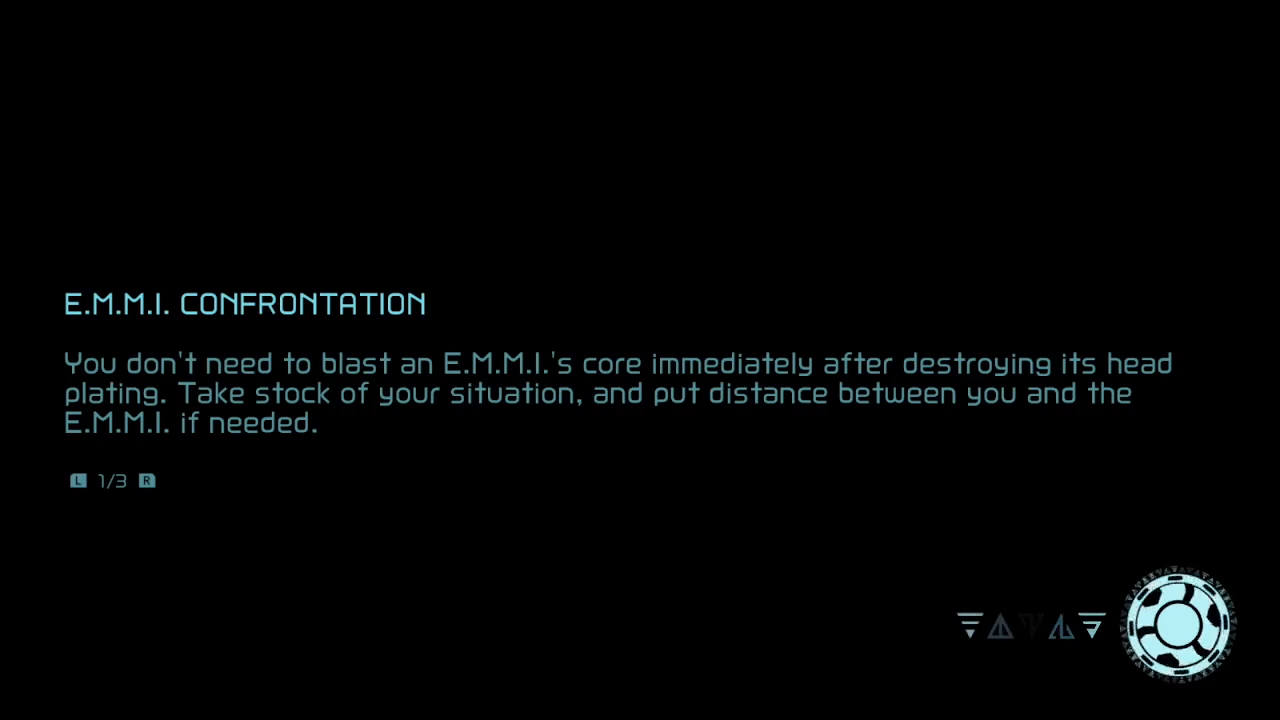 E.M.M.I. CONFRONTATION
You don't need to blast an E.M.M.I.'s core immediately after destroying its head
plating. Take stock of your situation, and put distance between you and the
E.M.M.I. if needed.
L 1/3 R